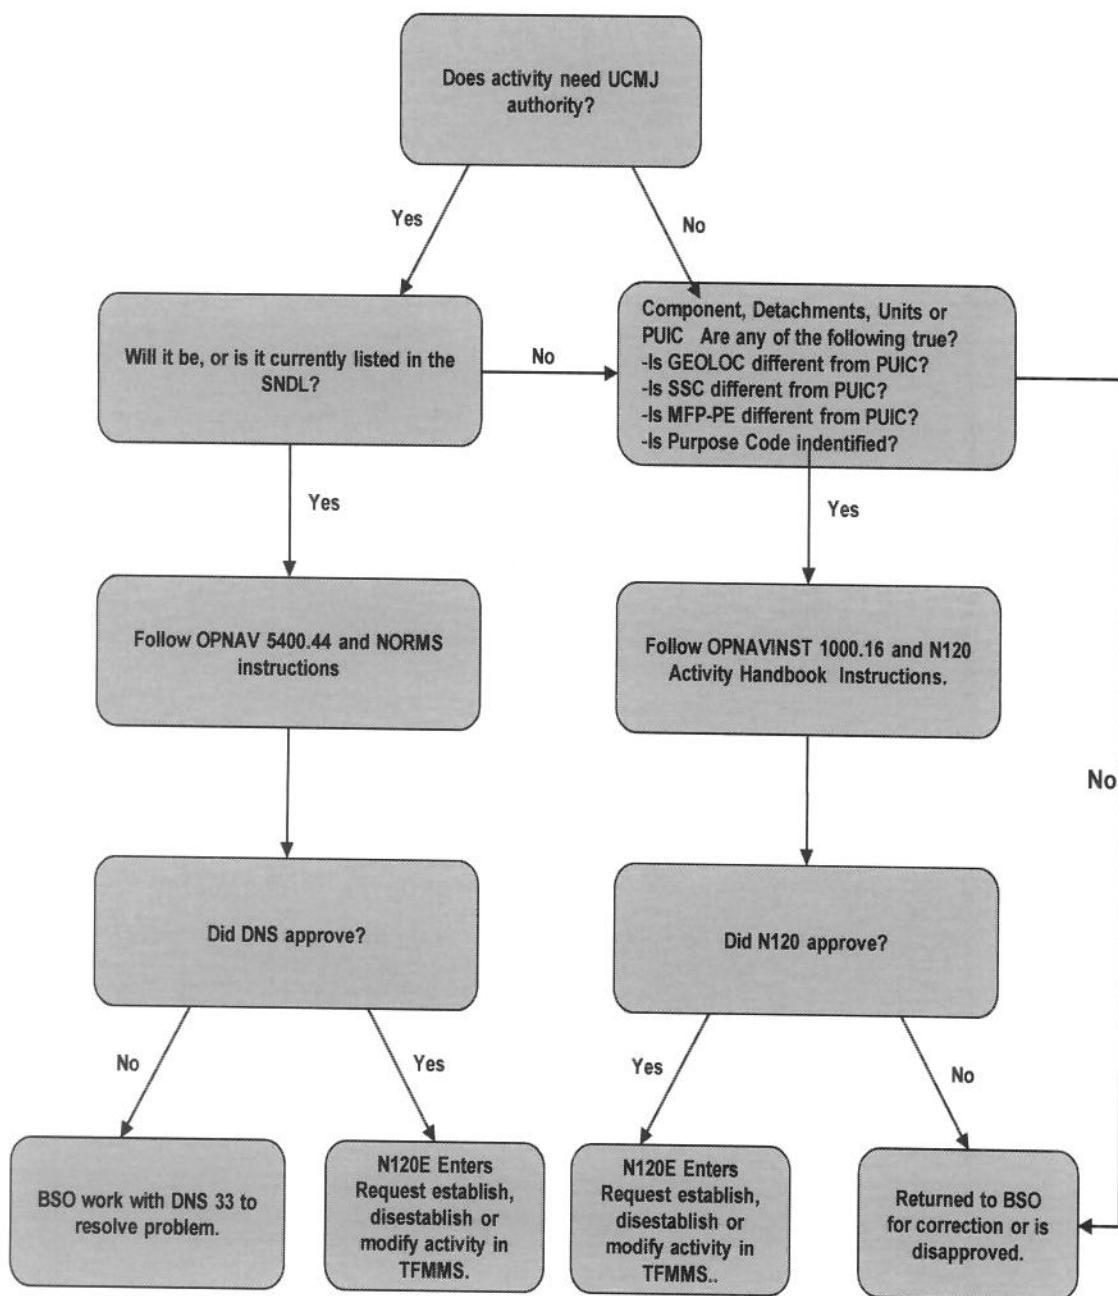 Does activity need UCMJ
authority?
Yes
No
Will it be, or is it currently listed in the
SNDL?
No
Component, Detachments, Units or
PUIC Are any of the following true?
-Is GEOLOC different from PUIC?
-Is SSC different from PUIC?
-Is MFP-PE different from PUIC?
-Is Purpose Code indentified?
Yes
Yes
Follow OPNAV 5400.44 and NORMS
instructions
Follow OPNAVINST 1000.16 and N120
Activity Handbook Instructions.
No
Did DNS approve?
Did N120 approve?
No
Yes
Yes
No
BSO work with DNS 33 to
resolve problem.
N120E Enters
Request establish,
disestablish or
modify activity in
TFMMS.
N120E Enters
Request establish,
disestablish or
modify activity in
TFMMS..
Returned to BSO
for correction or is
disapproved.